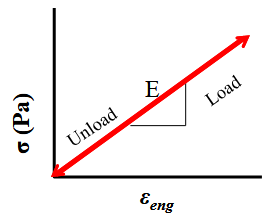 σ (Pa)
E
Unload
Load
ε_eng